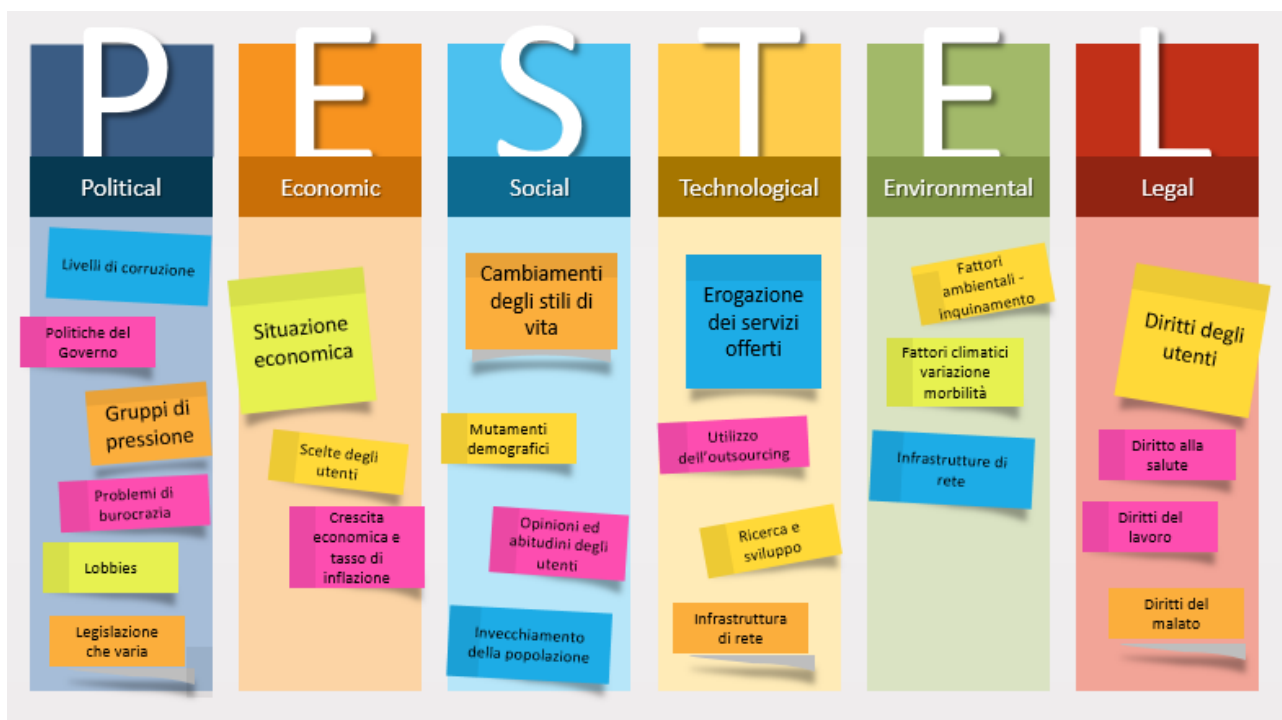 P
Political
Livelli di corruzione
Politiche del
Governo
Gruppi di
pressione
Problemi di
burocrazia
Lobbies
Legislazione
che varia
E
Economic
Situazione
economica
Scelte degli
utenti
Crescita
economica e
tasso di
inflazione
S
Social
Cambiamenti
degli stili di
vita
Mutamenti
demografici
Opinioni ed
abitudini degli
utenti
Invecchiamento
della popolazione
T
Technological
Erogazione
dei servizi
offerti
Utilizzo
dell'outsourcing
Ricerca e
sviluppo
Infrastruttura
di rete
E
Environmental
Fattori
ambientali -
inquinamento
Fattori climatici
variazione
morbilità
Infrastrutture di
rete
L
Legal
Diritti degli
utenti
Diritto alla
salute
Diritti del
lavoro
Diritti del
malato